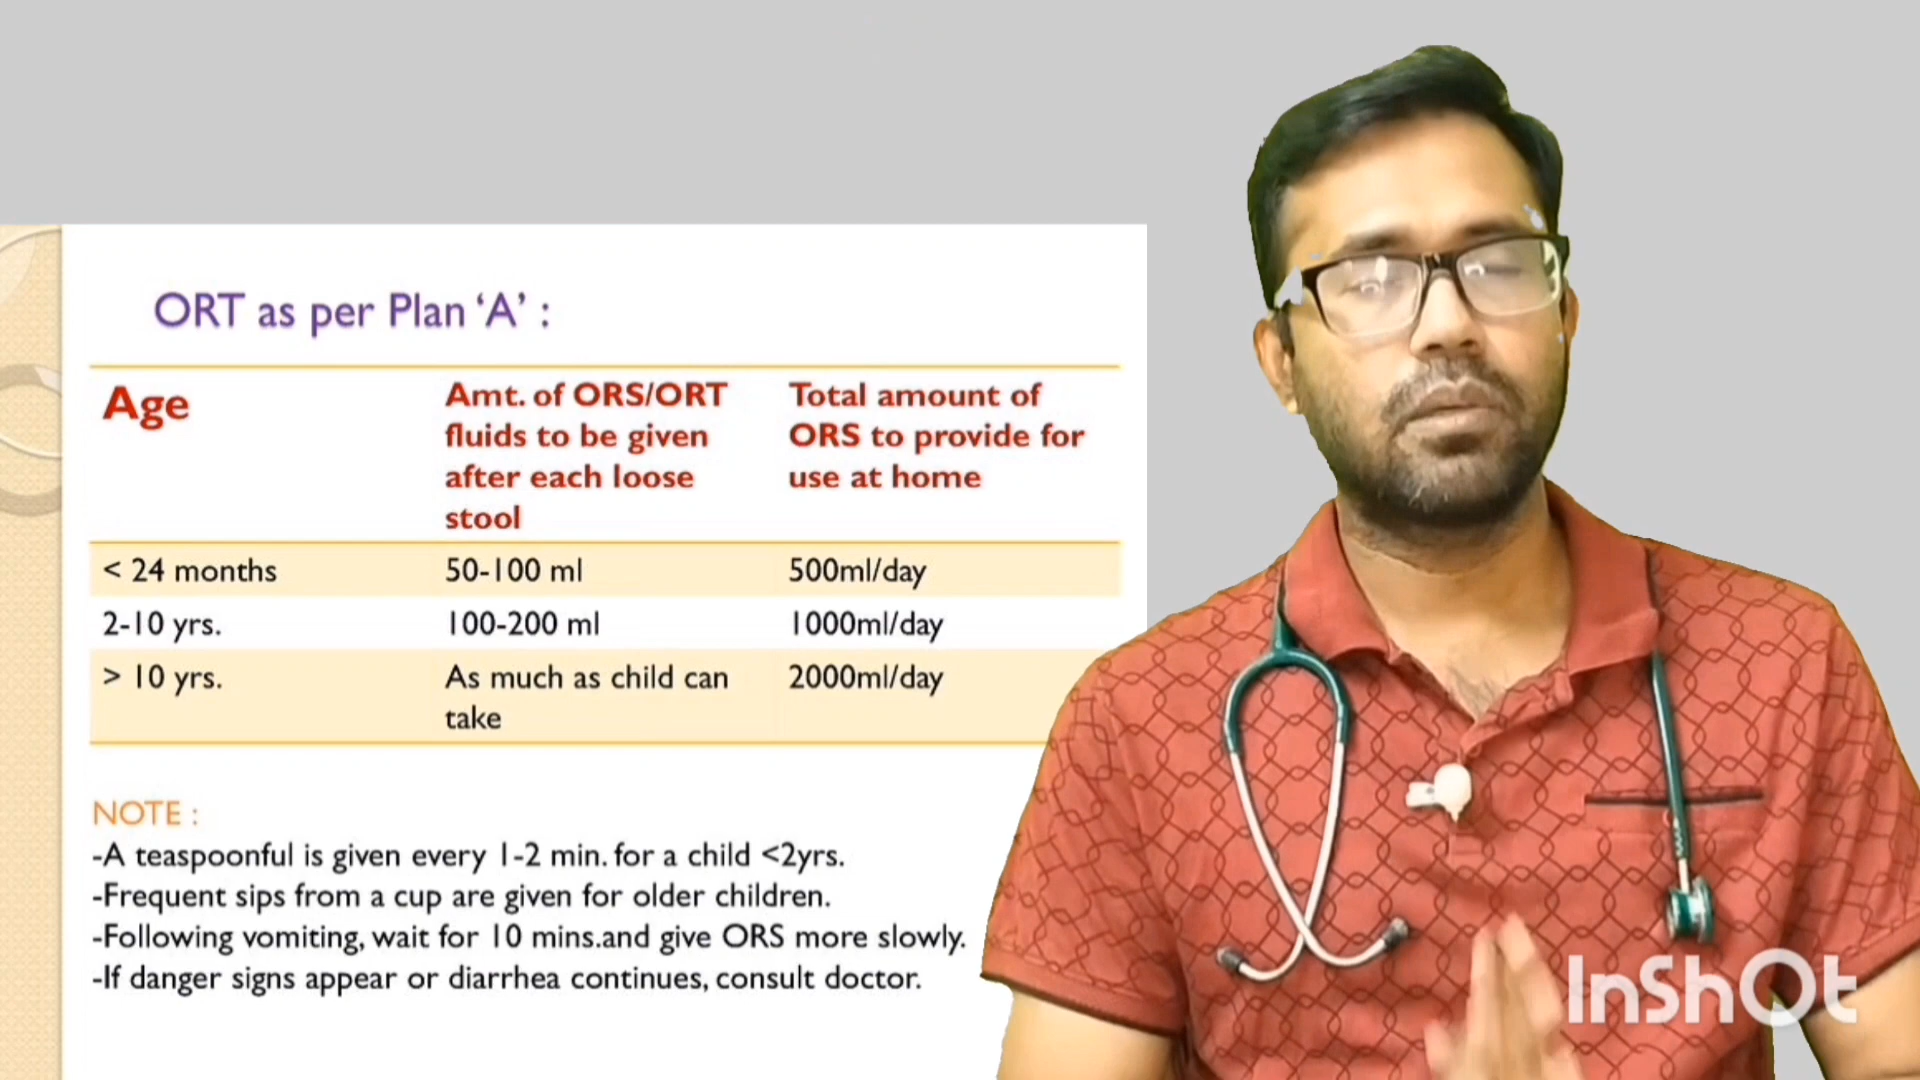 ORT as per Plan ‘A’ :
Age
Amt. of ORS/ORT
fluids to be given
after each loose
stool
Total amount of
ORS to provide for
use at home
< 24 months 50-100 ml 500ml/day
2-10 yrs. 100-200 ml 1000ml/day
> 10 yrs. As much as child can 2000ml/day
take
NOTE :
-A teaspoonful is given every 1-2 min. for a child <2yrs.
-Frequent sips from a cup are given for older children.
-Following vomiting, wait for 10 mins.and give ORS more slowly.
-If danger signs appear or diarrhea continues, consult doctor.
InShOt